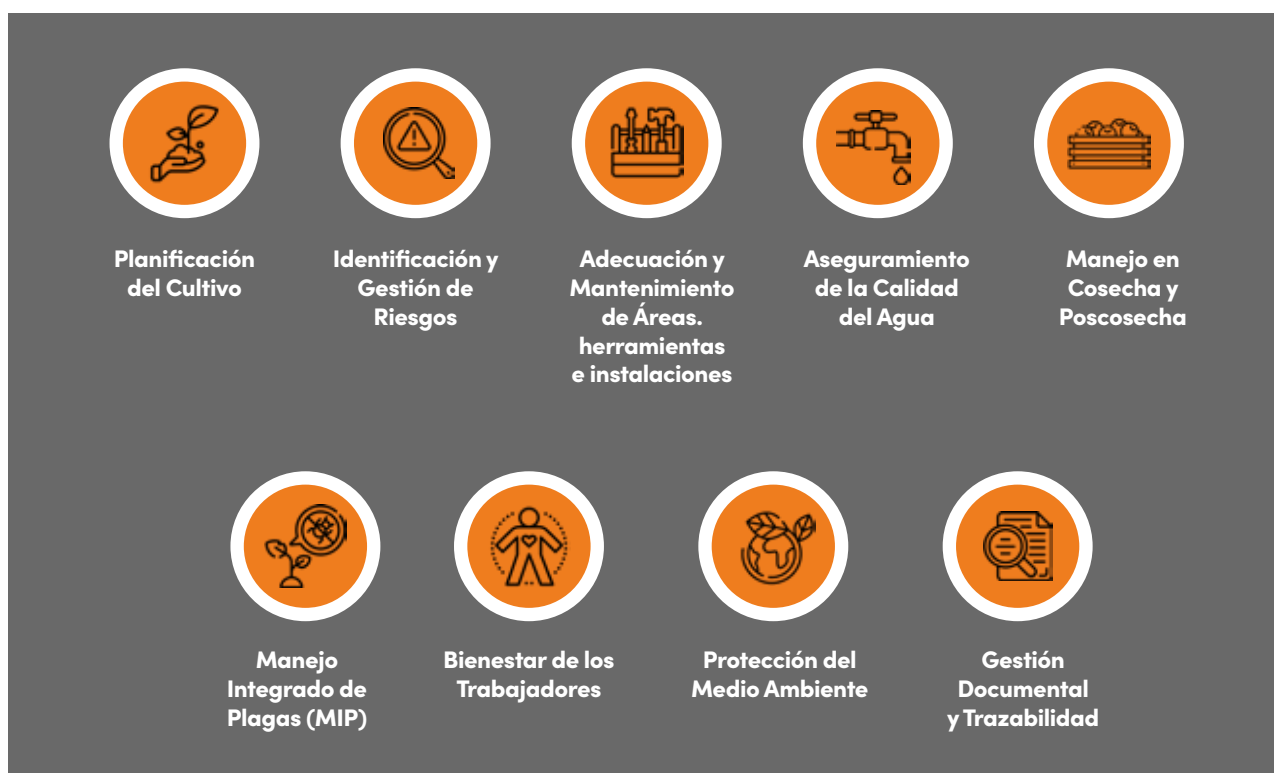 Planificación
del Cultivo
Identificación y
Gestión de
Riesgos
Adecuación y
Mantenimiento
de Áreas.
herramientas
e instalaciones
Aseguramiento
de la Calidad
del Agua
Manejo en
Cosecha y
Poscosecha
Manejo
Integrado de
Plagas (MIP)
Bienestar de los
Trabajadores
Protección del
Medio Ambiente
Gestión
Documental
y Trazabilidad